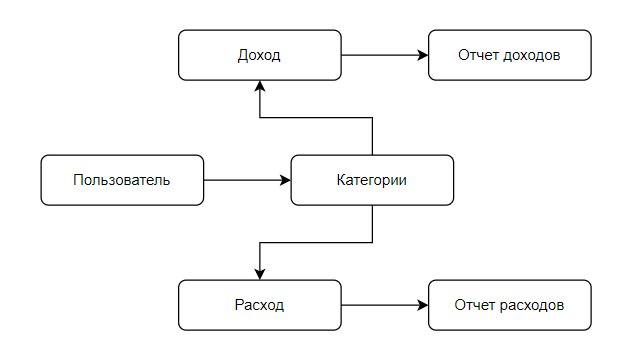 Доход
Отчет доходов
Пользователь
Категории
Расход
Отчет расходов